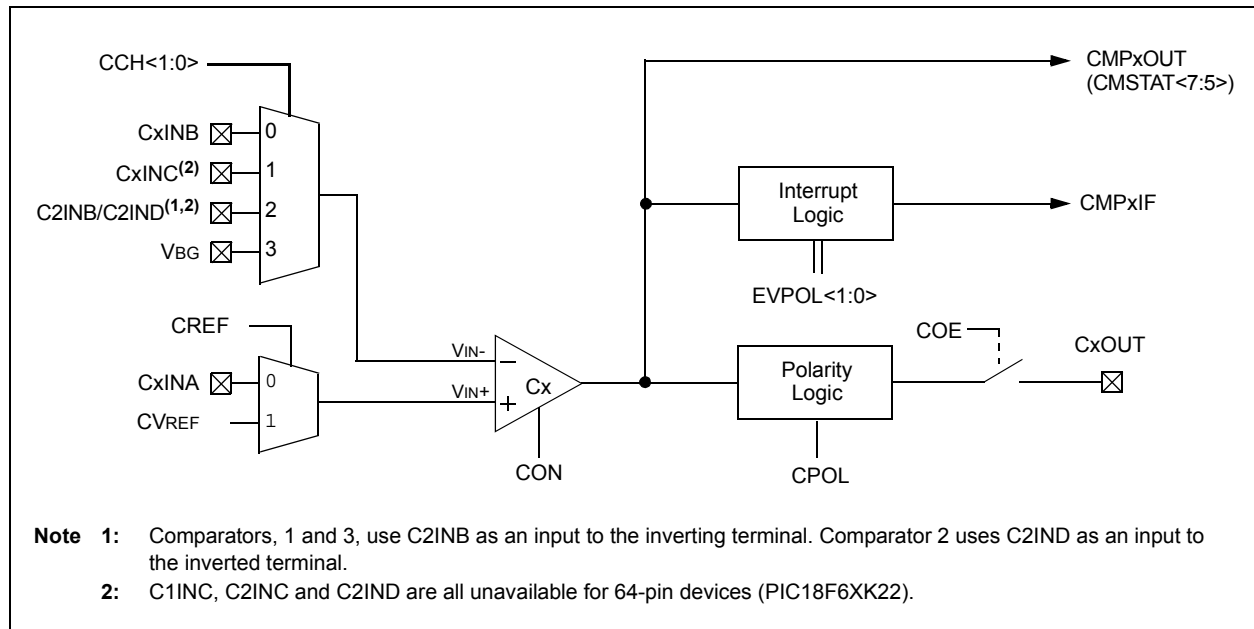 CCH<1:0>
CMPxOUT
(CMSTAT<7:5>)
CxINB
0
CxINC(2)
1
C2INB/C2IND(1,2)
2
VBG
3
Interrupt
Logic
CMPxIF
EVPOL<1:0>
CREF
COE
CxOUT
CxINA
0
CVREF
1
VIN-
–
VIN+
+
Cx
Polarity
Logic
CON
CPOL
Note 1: Comparators, 1 and 3, use C2INB as an input to the inverting terminal. Comparator 2 uses C2IND as an input to
the inverted terminal.
2: C1INC, C2INC and C2IND are all unavailable for 64-pin devices (PIC18F6XK22).